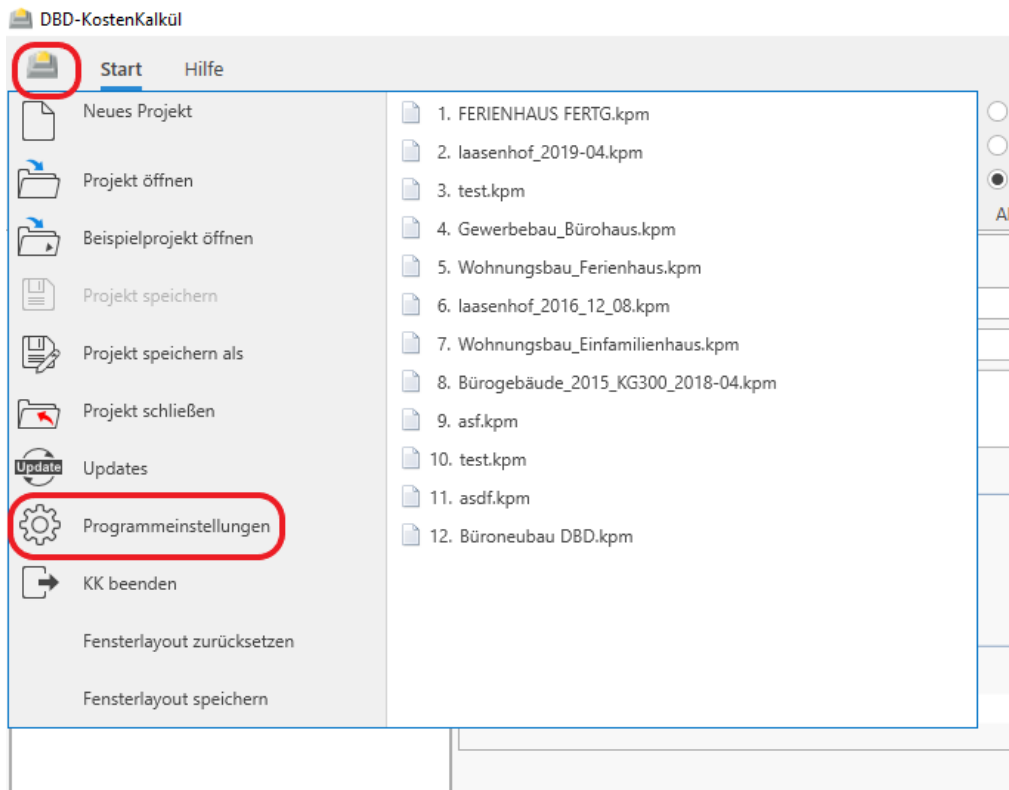 DBD-KostenKalkül
Start Hilfe
Neues Projekt
Projekt öffnen
Beispielprojekt öffnen
Projekt speichern
Projekt speichern als
Projekt schließen
Update Updates
Programmeinstellungen
KK beenden
Fensterlayout zurücksetzen
Fensterlayout speichern
1. FERIENHAUS FERTG.kpm
2. laasenhof_2019-04.kpm
3. test.kpm
4. Gewerbebau_Bürohaus.kpm
5. Wohnungsbau_Ferienhaus.kpm
6. laasenhof_2016_12_08.kpm
7. Wohnungsbau_Einfamilienhaus.kpm
8. Bürogebäude_2015_KG300_2018-04.kpm
9. asf.kpm
10. test.kpm
11. asdf.kpm
12. Büroneubau DBD.kpm